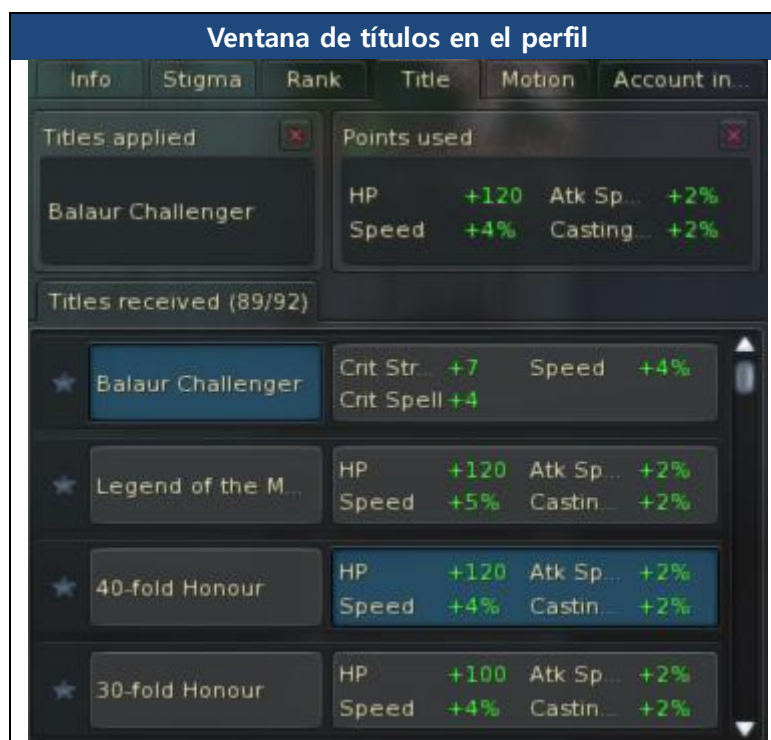 Ventana de títulos en el perfil
Info Stigma Rank Title Motion Account in...
Titles applied Points used
Balaur Challenger
HP +120 Atk Sp... +2%
Speed +4% Casting... +2%
Titles received (89/92)
Balaur Challenger
Crit Str... +7 Speed +4%
Crit Spell +4
Legend of the M...
HP +120 Atk Sp... +2%
Speed +5% Castin... +2%
40-fold Honour
HP +120 Atk Sp... +2%
Speed +4% Castin... +2%
30-fold Honour
HP +100 Atk Sp... +2%
Speed +4% Castin... +2%